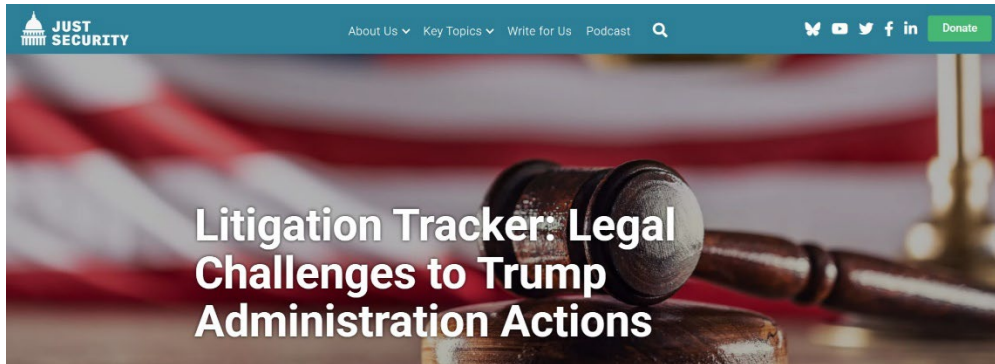 JUST
SECURITY
About Us Key Topics Write for Us Podcast
Donate
Litigation Tracker: Legal
Challenges to Trump
Administration Actions